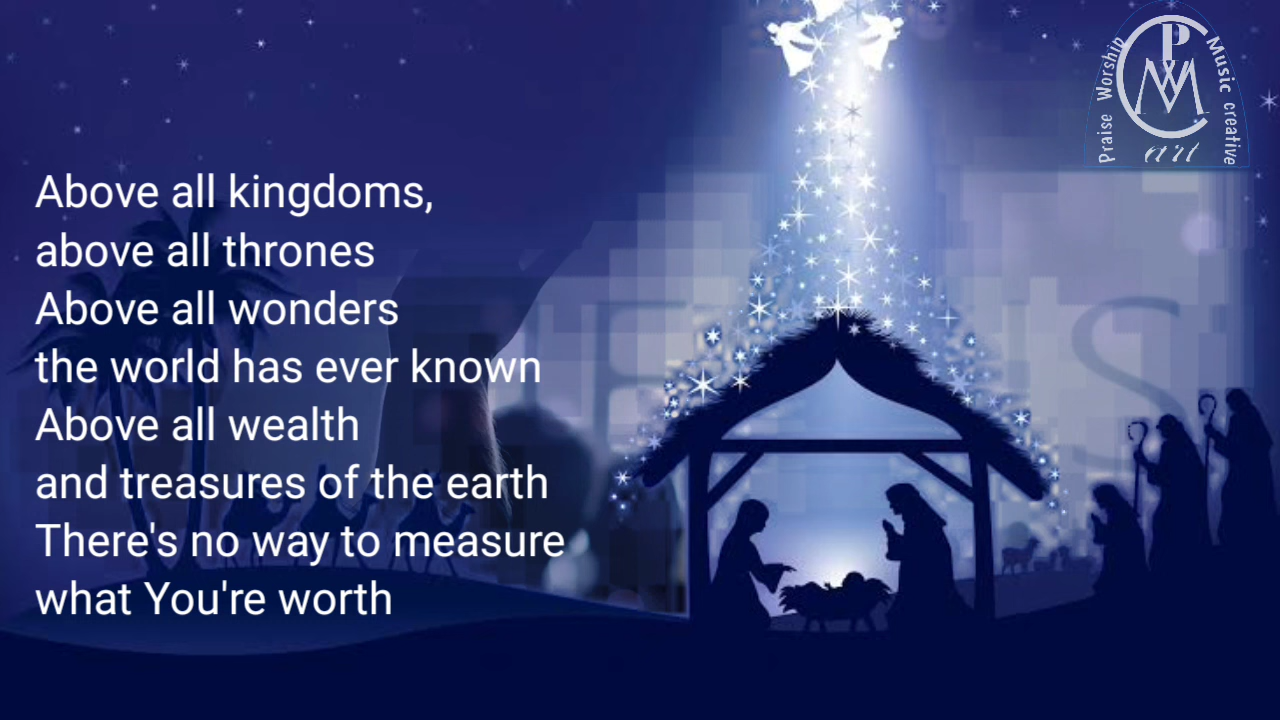 Above all kingdoms,
above all thrones
Above all wonders
the world has ever known
Above all wealth
and treasures of the earth
There's no way to measure
what You're worth
Praise Worship
Music creative
PWMC
art